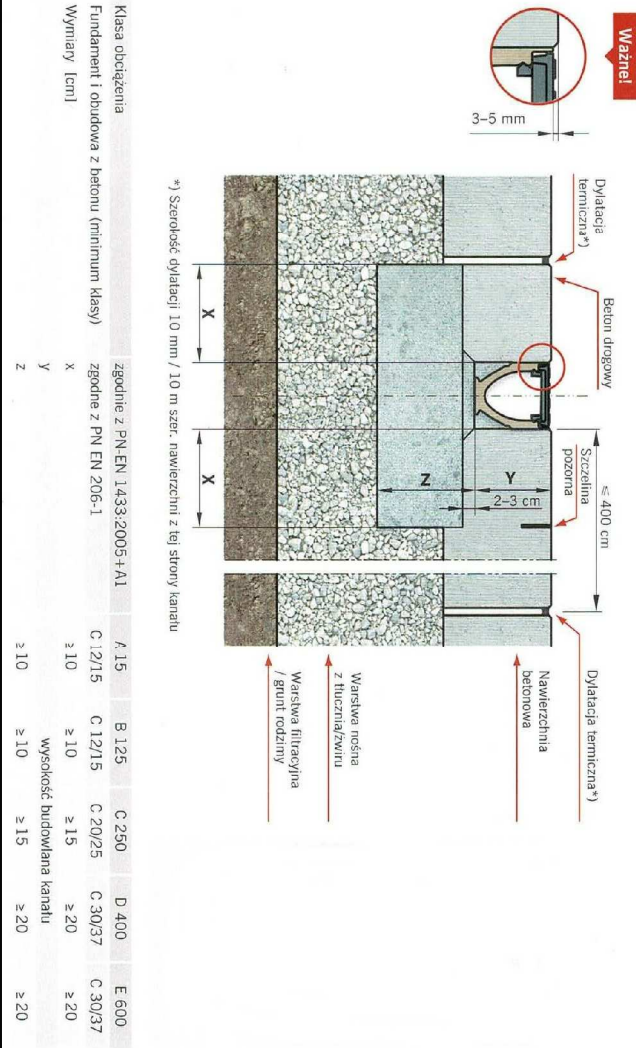 Ważne!
3–5 mm
Dylatacja
termiczna*)
Beton drogowy
≤ 400 cm
Szczelina
pozorna
Dylatacja termiczna*)
Y
2–3 cm
Z
X
X
Nawierzchnia
betonowa
Warstwa nośna
z tłucznia/żwiru
Warstwa filtracyjna
/ grunt rodzimy
*) Szerokość dylatacji 10 mm / 10 m szer. nawierzchni z tej strony kanału
Klasa obciążenia zgodnie z PN-EN 1433:2005+A1 A 15 B 125 C 250 D 400 E 600
Fundament i obudowa z betonu (minimum klasy) zgodne z PN EN 206-1 C 12/15 C 12/15 C 20/25 C 30/37 C 30/37
Wymiary [cm] x ≥ 10 ≥ 10 ≥ 15 ≥ 20 ≥ 20
y wysokość budowlana kanału
z ≥ 10 ≥ 10 ≥ 15 ≥ 20 ≥ 20